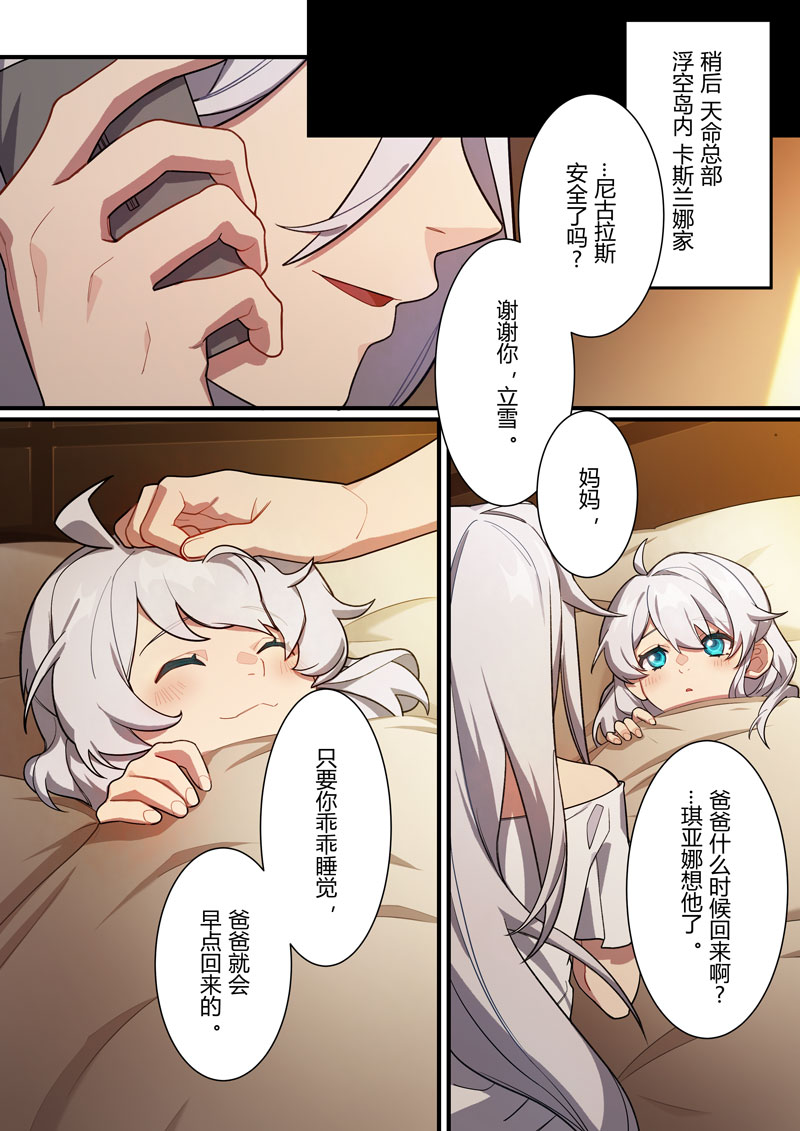 稍后 天命总部
浮空岛内 卡斯兰娜家
…尼古拉斯
安全了吗？
谢谢你，立雪。
妈妈，
爸爸什么时候回来啊？
…琪亚娜想他了。
只要你乖乖睡觉，
爸爸就会
早点回来的。